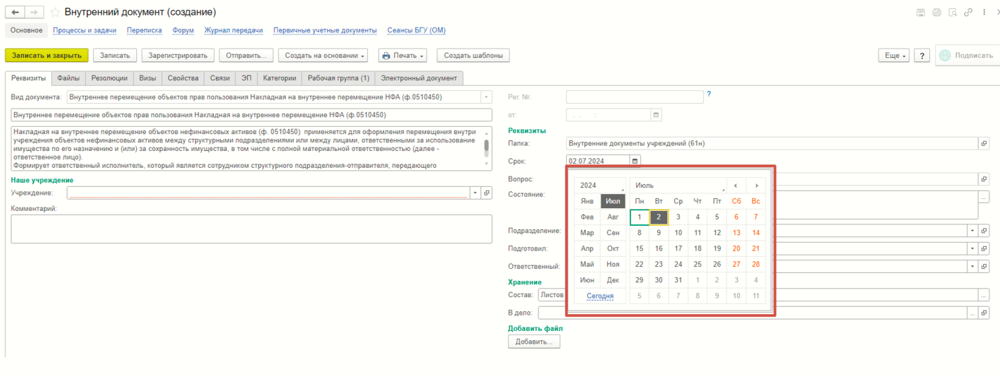 Внутренний документ (создание)
Основное Процессы и задачи Переписка Форум Журнал передачи Первичные учетные документы Сеансы БГУ (ОМ)
Записать и закрыть Записать Зарегистрировать Отправить... Создать на основании Печать Создать шаблоны Еще ? Подписать
Реквизиты Файлы Резолюции Визы Свойства Связи ЭП Категории Рабочая группа (1) Электронный документ
Вид документа: Внутреннее перемещение объектов прав пользования Накладная на внутреннее перемещение НФА (ф.0510450)
Внутреннее перемещение объектов прав пользования Накладная на внутреннее перемещение НФА (ф.0510450)
Накладная на внутреннее перемещение объектов нефинансовых активов (ф. 0510450) применяется для оформления перемещения внутри
учреждения объектов нефинансовых активов между структурными подразделениями или между лицами, ответственными за использование
имущества по его назначению и (или) за сохранность имущества, в том числе с полной материальной ответственностью (далее -
ответственное лицо).
Формирует ответственный исполнитель, который является сотрудником структурного подразделения-отправителя, передающего
Наше учреждение
Учреждение:
Комментарий:
Рег. №: ?
от: . . :
Реквизиты
Папка: Внутренние документы учреждений (61н)
Срок: 02.07.2024
Вопрос:
Состояние: ...
Подразделение:
Подготовил:
Ответственный:
Хранение
Состав: Листов ...
В дело: ...
Добавить файл
Добавить...
2024 Июль
Янв Июл Пн Вт Ср Чт Пт Сб Вс
Фев Авг 1 2 3 4 5 6 7
Мар Сен 8 9 10 11 12 13 14
Апр Окт 15 16 17 18 19 20 21
Май Ноя 22 23 24 25 26 27 28
Июн Дек 29 30 31 1 2 3 4
Сегодня 5 6 7 8 9 10 11